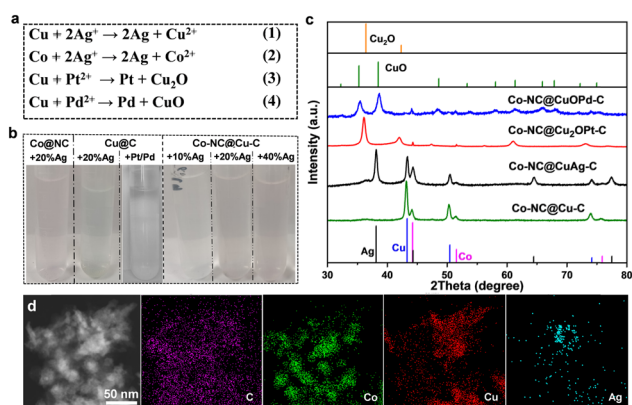 a
Cu + 2Ag⁺ → 2Ag + Cu²⁺ (1)
Co + 2Ag⁺ → 2Ag + Co²⁺ (2)
Cu + Pt²⁺ → Pt + Cu₂O (3)
Cu + Pd²⁺ → Pd + CuO (4)
b
Co@NC Cu@C Co-NC@Cu-C
+20%Ag +20%Ag +Pt/Pd +10%Ag +20%Ag +40%Ag
c
Cu₂O
CuO
Co-NC@CuOPd-C
Co-NC@Cu₂OPt-C
Co-NC@CuAg-C
Co-NC@Cu-C
Ag Cu Co
Intensity (a.u.)
30 40 50 60 70 80
2Theta (degree)
d
50 nm C Co Cu Ag